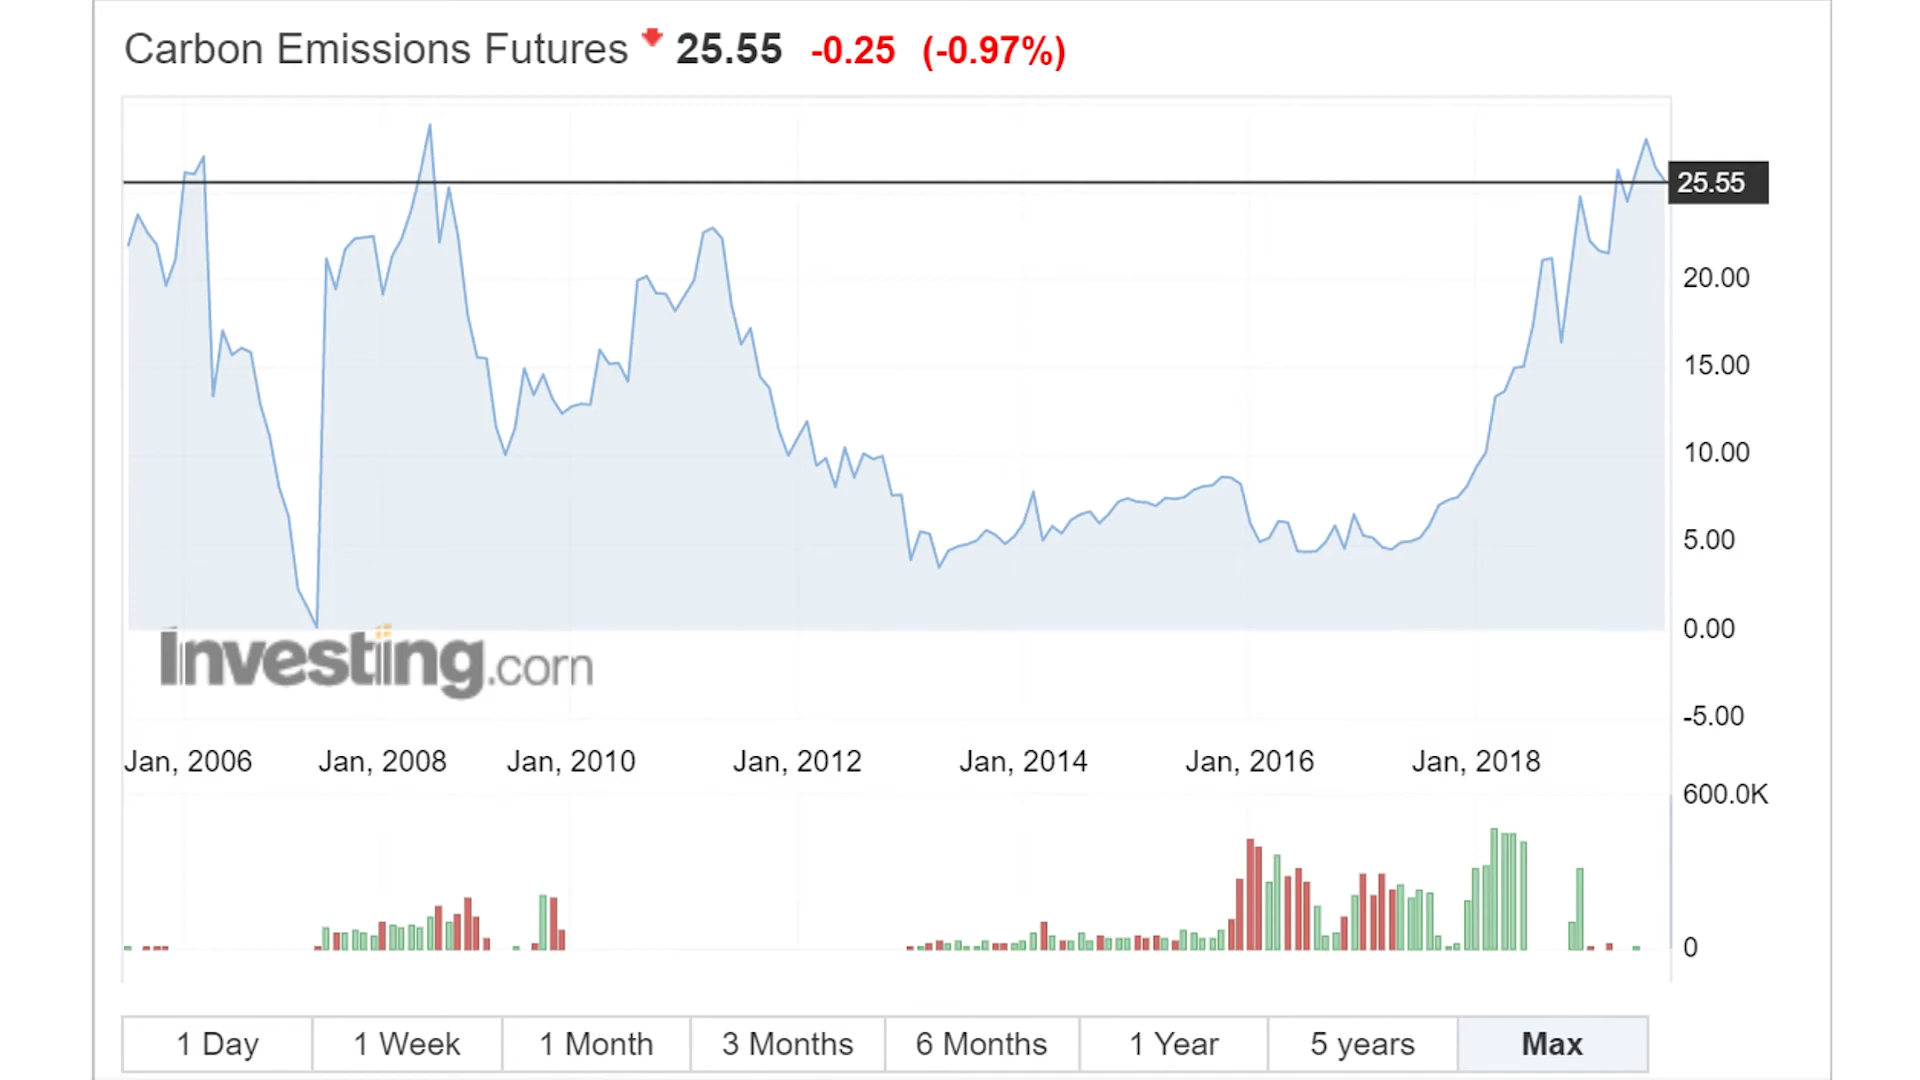 Carbon Emissions Futures 25.55 -0.25 (-0.97%)
25.55
20.00
15.00
10.00
5.00
0.00
Investing.com
-5.00
Jan, 2006 Jan, 2008 Jan, 2010 Jan, 2012 Jan, 2014 Jan, 2016 Jan, 2018
600.0K
0
1 Day 1 Week 1 Month 3 Months 6 Months 1 Year 5 years Max